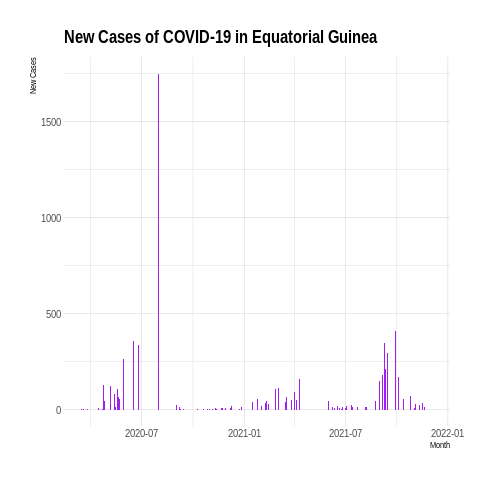 New Cases of COVID-19 in Equatorial Guinea
New Cases
1500
1000
500
0
2020-07
2021-01
2021-07
2022-01
Month